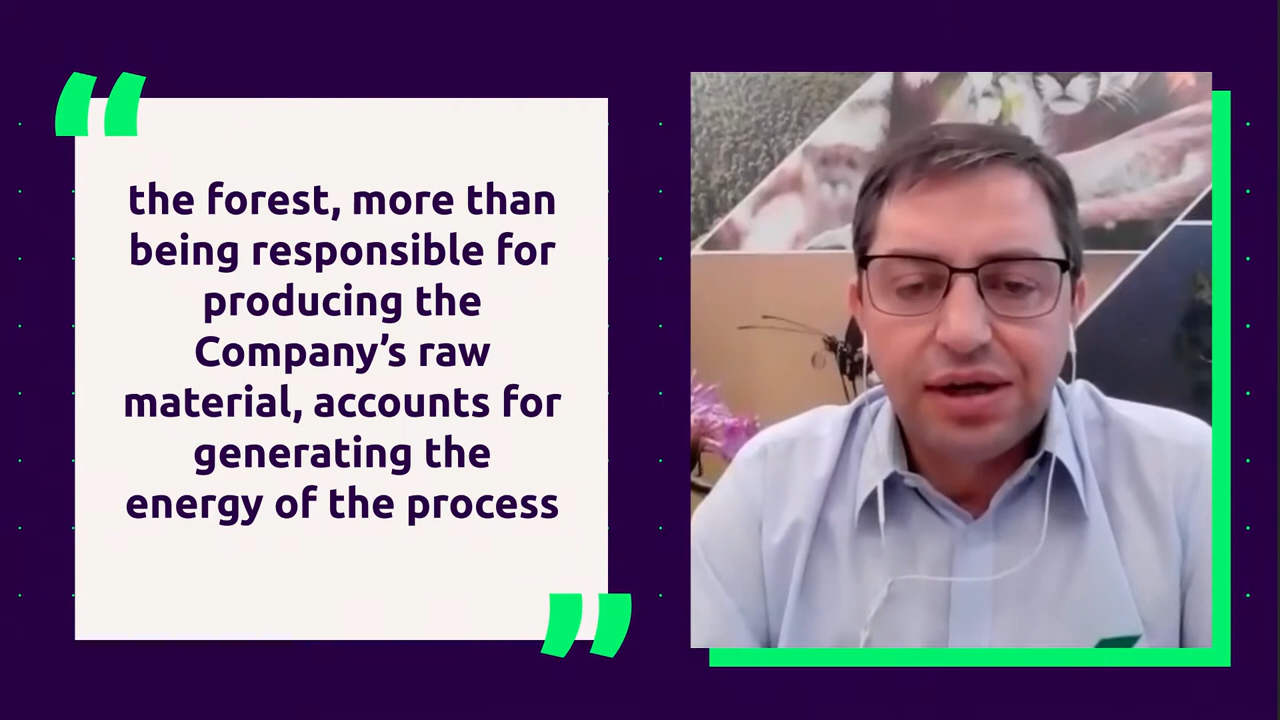 the forest, more than
being responsible for
producing the
Company’s raw
material, accounts for
generating the
energy of the process